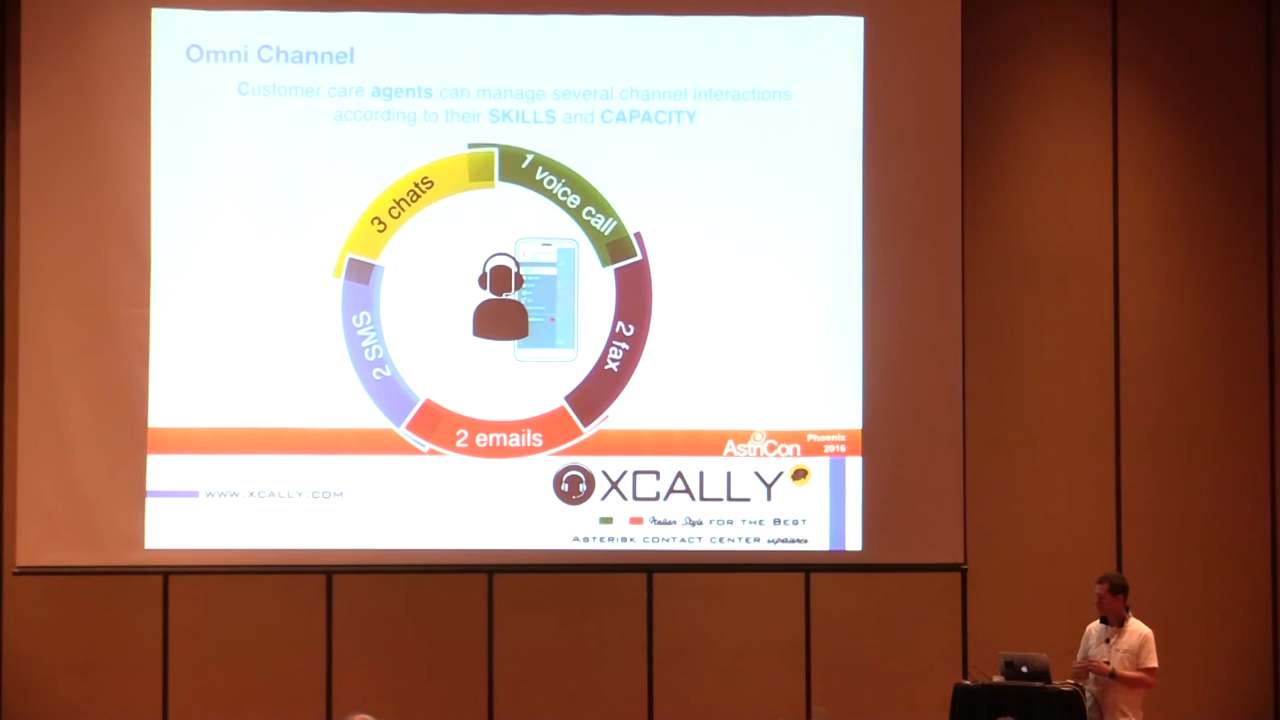 Omni Channel
Customer care agents can manage several channel interactions
according to their SKILLS and CAPACITY
3 chats
1 voice call
2 SMS
2 fax
2 emails
AstriCon
Phoenix
2016
XCALLY
WWW.XCALLY.COM
Italian Style FOR THE BEST
ASTERISK CONTACT CENTER experience